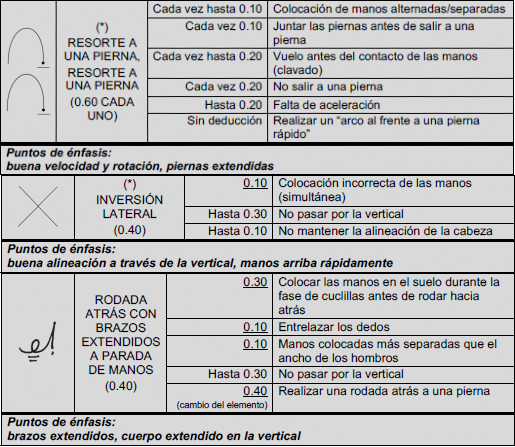 Cada vez hasta 0.10 Colocación de manos alternadas/separadas
(*)
RESORTE A
UNA PIERNA,
RESORTE A
UNA PIERNA
(0.60 CADA
UNO)
Cada vez 0.10 Juntar las piernas antes de salir a una
pierna
Cada vez hasta 0.20 Vuelo antes del contacto de las manos
(clavado)
Cada vez 0.20 No salir a una pierna
Hasta 0.20 Falta de aceleración
Sin deducción Realizar un “arco al frente a una pierna
rápido”
Puntos de énfasis:
buena velocidad y rotación, piernas extendidas
(*)
INVERSIÓN
LATERAL
(0.40)
0.10 Colocación incorrecta de las manos
(simultánea)
Hasta 0.30 No pasar por la vertical
Hasta 0.10 No mantener la alineación de la cabeza
Puntos de énfasis:
buena alineación a través de la vertical, manos arriba rápidamente
RODADA
ATRÁS CON
BRAZOS
EXTENDIDOS
A PARADA
DE MANOS
(0.40)
0.30 Colocar las manos en el suelo durante la
fase de cuclillas antes de rodar hacia
atrás
0.10 Entrelazar los dedos
0.10 Manos colocadas más separadas que el
ancho de los hombros
Hasta 0.30 No pasar por la vertical
0.40 Realizar una rodada atrás a una pierna
(cambio del elemento)
Puntos de énfasis:
brazos extendidos, cuerpo extendido en la vertical